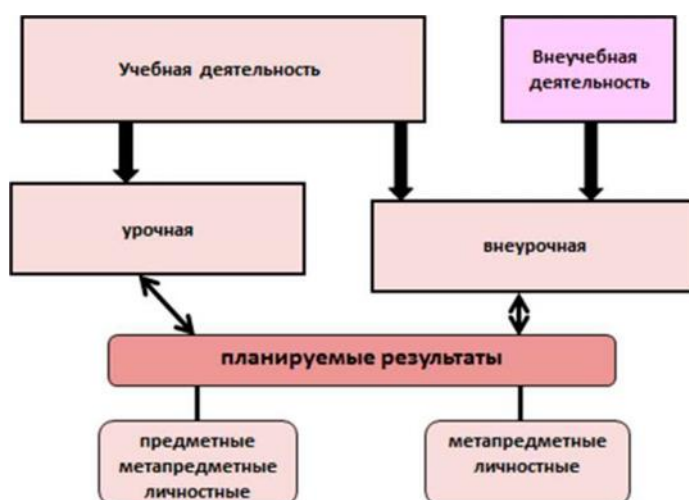 Учебная деятельность
Внеучебная
деятельность
урочная
внеурочная
планируемые результаты
предметные
метапредметные
личностные
метапредметные
личностные